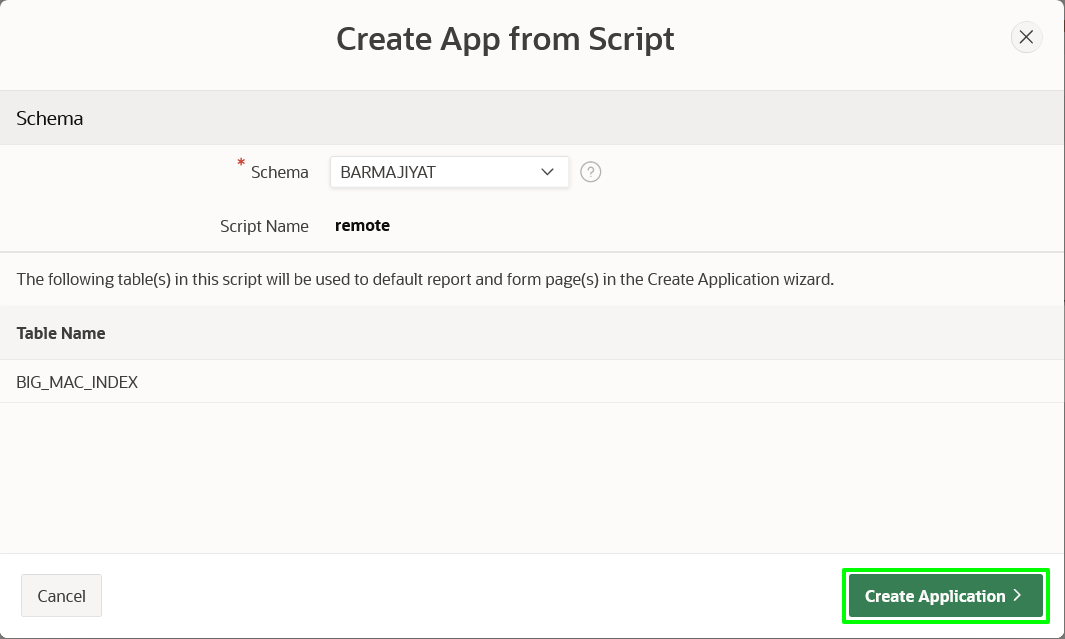 Create App from Script
Schema
* Schema BARMAJIYAT ?
Script Name remote
The following table(s) in this script will be used to default report and form page(s) in the Create Application wizard.
Table Name
BIG_MAC_INDEX
Cancel Create Application >